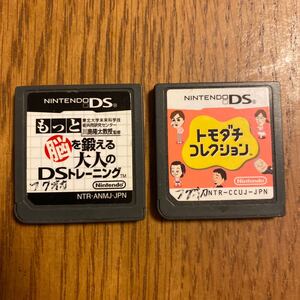 NINTENDO DS
東北大学未来科学技術共同研究センター
川島隆太教授監修
もっと
脳を鍛える
大人の
DSトレーニング™
Nintendo
NTR-ANMJ-JPN
NINTENDO DS
トモダチ
コレクション
Nintendo
NTR-CCUJ-JPN